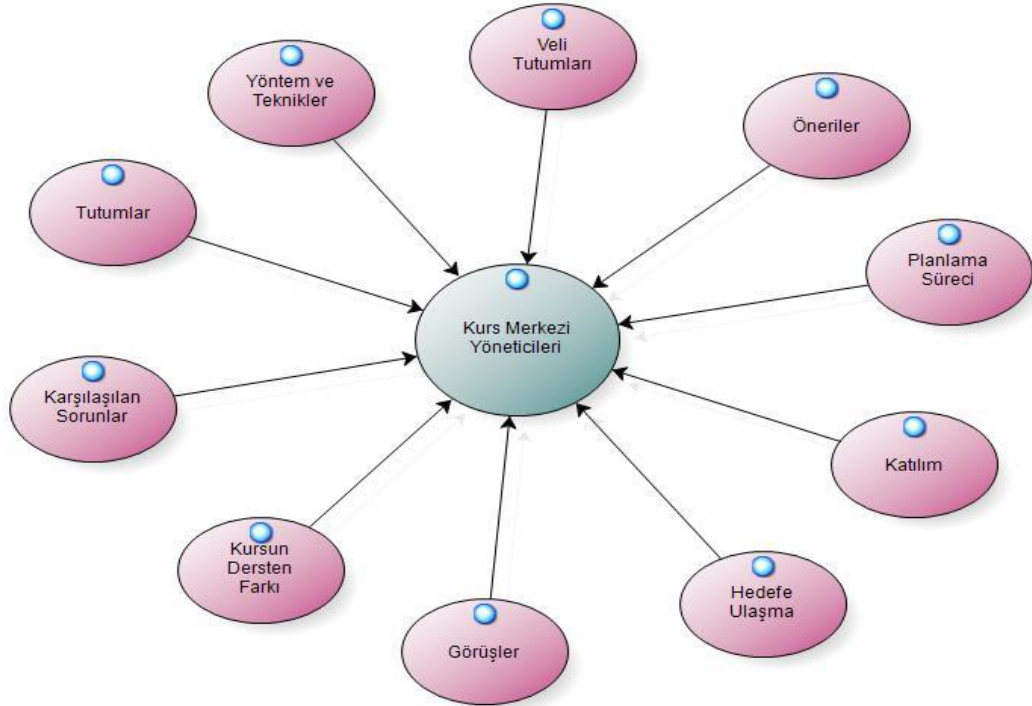 Veli
Tutumları
Yöntem ve
Teknikler
Öneriler
Tutumlar
Planlama
Süreci
Kurs Merkezi
Yöneticileri
Karşılaşılan
Sorunlar
Katılım
Kursun
Dersten
Farkı
Hedefe
Ulaşma
Görüşler